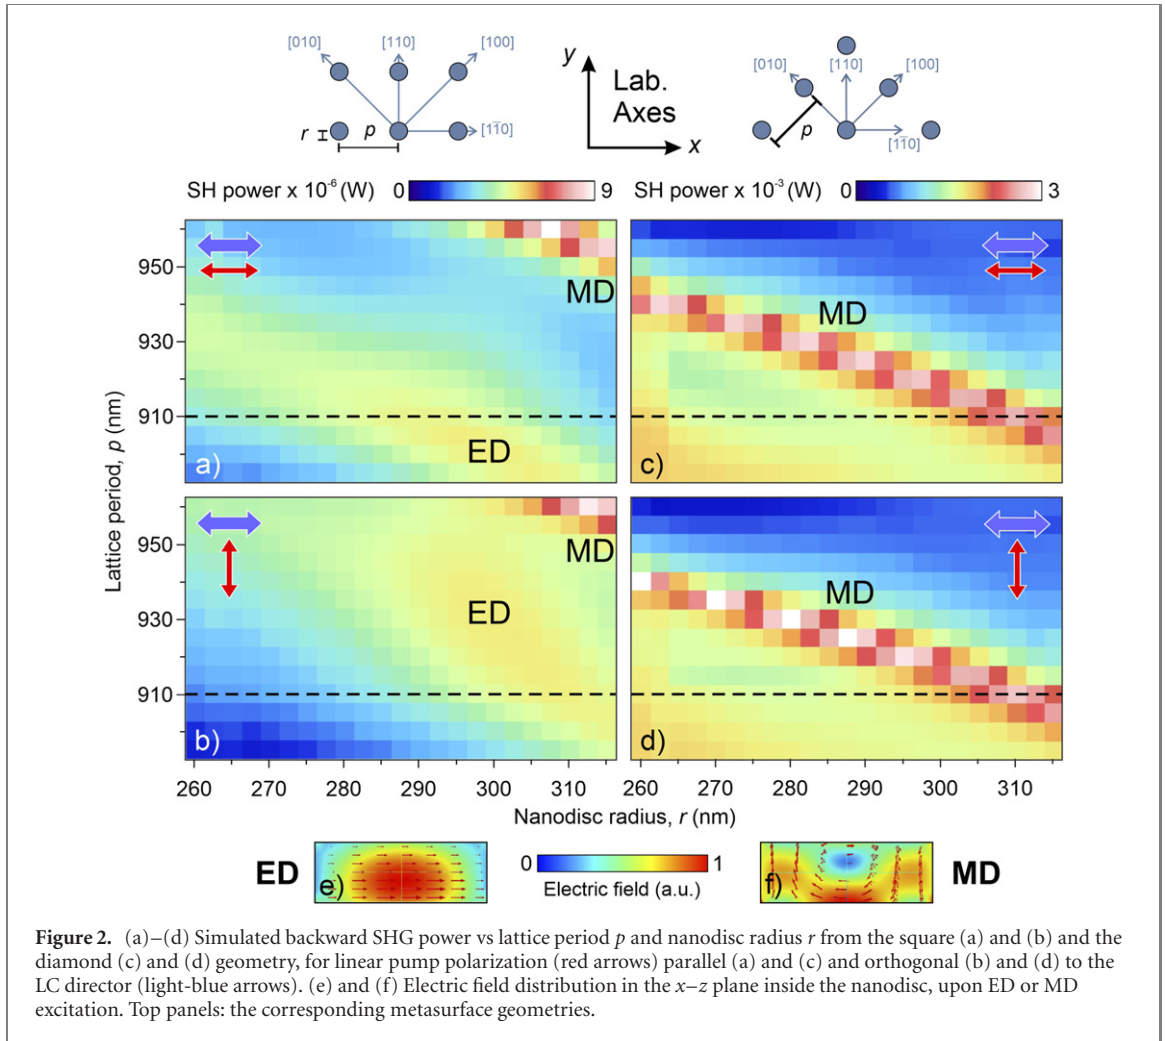 [010] [110] [100]
r p [11̅0]
y
Lab.
Axes
x
[110]
[010] [100]
p
[11̅0]
SH power x 10⁻⁶ (W) 0 9
SH power x 10⁻³ (W) 0 3
Lattice period, p (nm)
950
930
910
MD
ED
a)
MD
c)
950
930
910
MD
ED
b)
MD
d)
260 270 280 290 300 310
260 270 280 290 300 310
Nanodisc radius, r (nm)
ED e)
0 1
Electric field (a.u.)
f) MD
Figure 2. (a)–(d) Simulated backward SHG power vs lattice period p and nanodisc radius r from the square (a) and (b) and the
diamond (c) and (d) geometry, for linear pump polarization (red arrows) parallel (a) and (c) and orthogonal (b) and (d) to the
LC director (light-blue arrows). (e) and (f) Electric field distribution in the x–z plane inside the nanodisc, upon ED or MD
excitation. Top panels: the corresponding metasurface geometries.